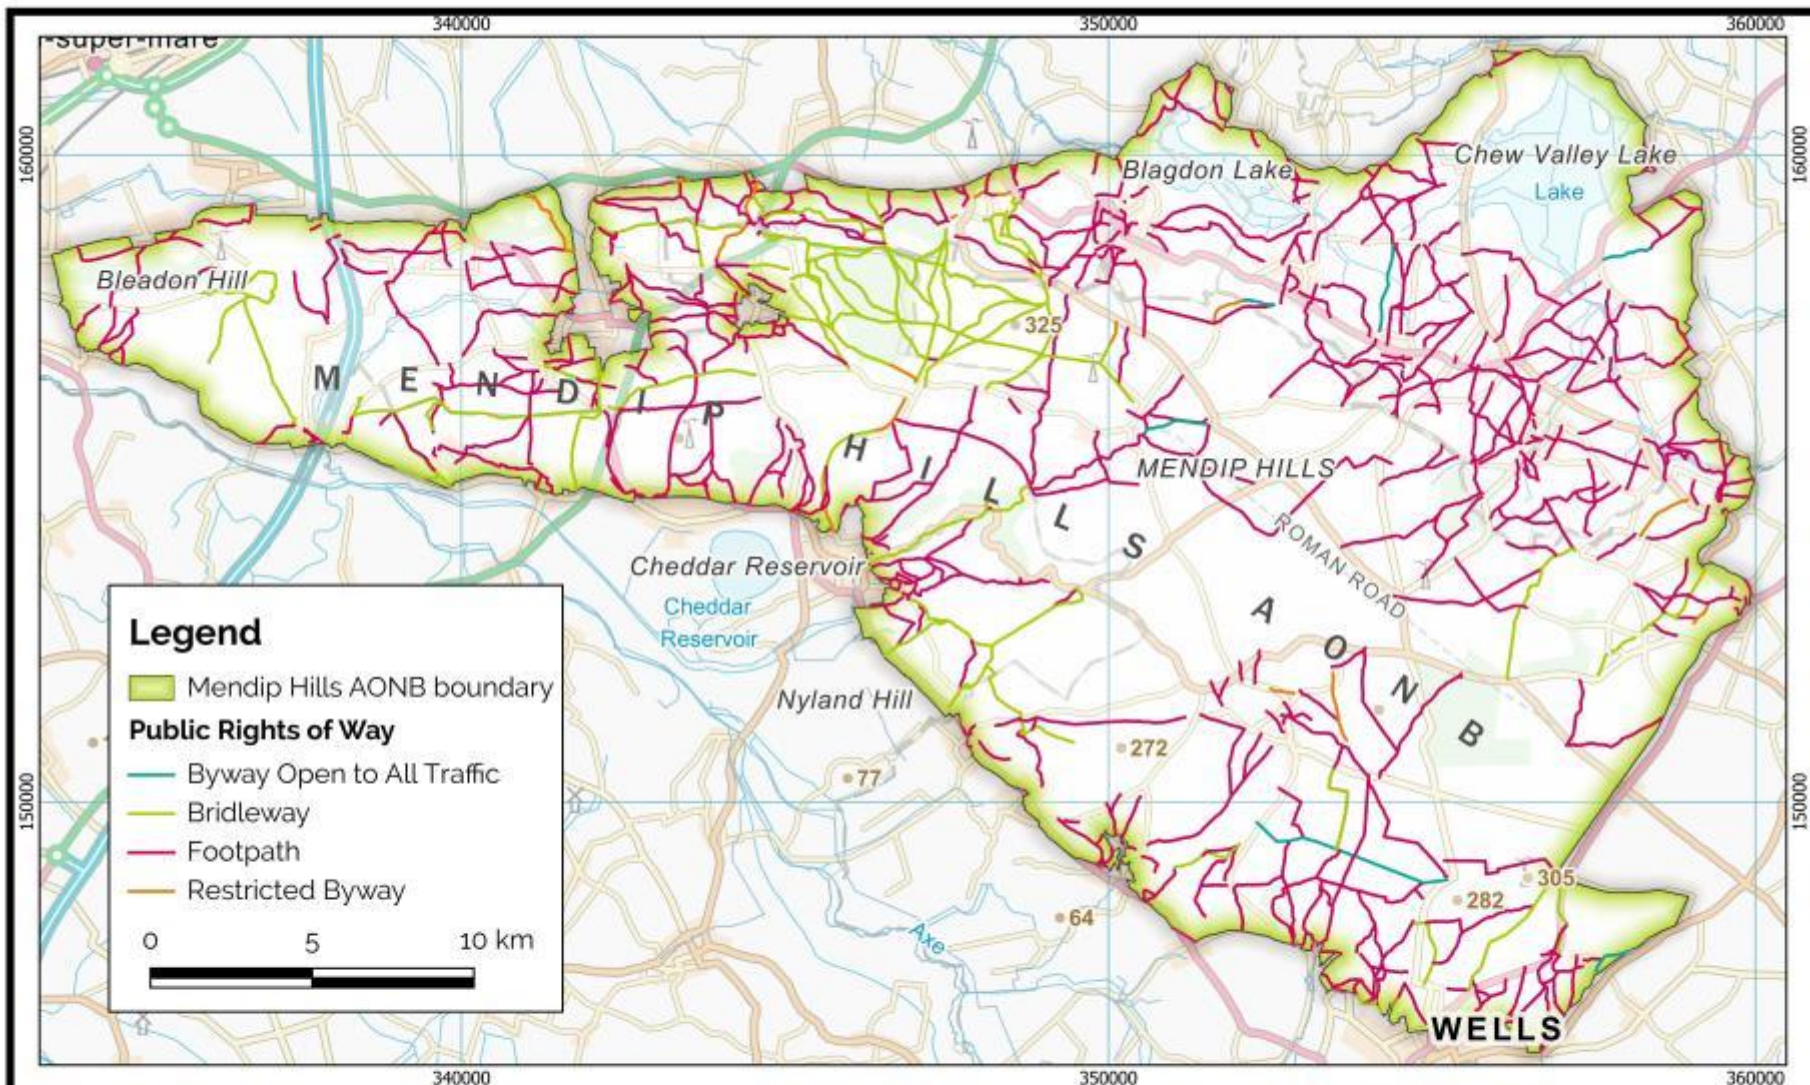 340000
350000
360000
-super-mare
160000
160000
Blagdon Lake
Chew Valley Lake
Lake
Bleadon Hill
325
MENDIP HILLS AONB
MENDIP HILLS
ROMAN ROAD
Cheddar Reservoir
Cheddar
Reservoir
Nyland Hill
272
77
64
305
282
Axe
WELLS
150000
150000
Legend
Mendip Hills AONB boundary
Public Rights of Way
Byway Open to All Traffic
Bridleway
Footpath
Restricted Byway
0 5 10 km
340000
350000
360000